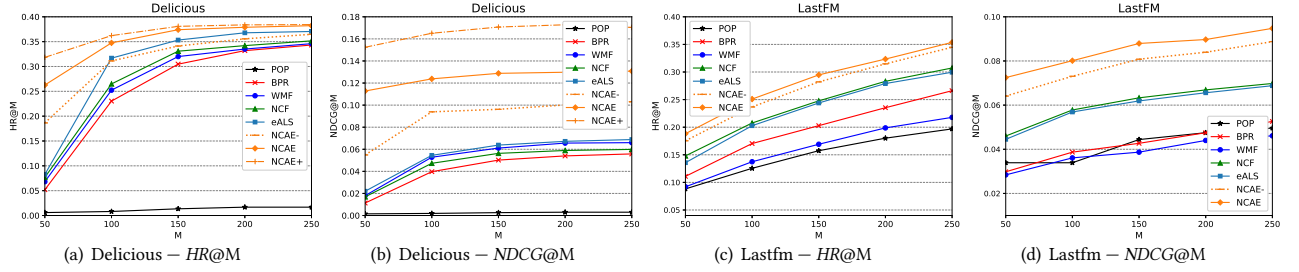 Delicious
HR@M
0.40
0.35
0.30
0.25
0.20
0.15
0.10
0.05
0.00
POP
BPR
WMF
NCF
eALS
NCAE-
NCAE
NCAE+
50 100 150 200 250
M
(a) Delicious – HR@M
Delicious
NDCG@M
0.18
0.16
0.14
0.12
0.10
0.08
0.06
0.04
0.02
0.00
POP
BPR
WMF
NCF
eALS
NCAE-
NCAE
NCAE+
50 100 150 200 250
M
(b) Delicious – NDCG@M
LastFM
HR@M
0.40
0.35
0.30
0.25
0.20
0.15
0.10
0.05
POP
BPR
WMF
NCF
eALS
NCAE-
NCAE
50 100 150 200 250
M
(c) Lastfm – HR@M
LastFM
NDCG@M
0.10
0.08
0.06
0.04
0.02
POP
BPR
WMF
NCF
eALS
NCAE-
NCAE
50 100 150 200 250
M
(d) Lastfm – NDCG@M